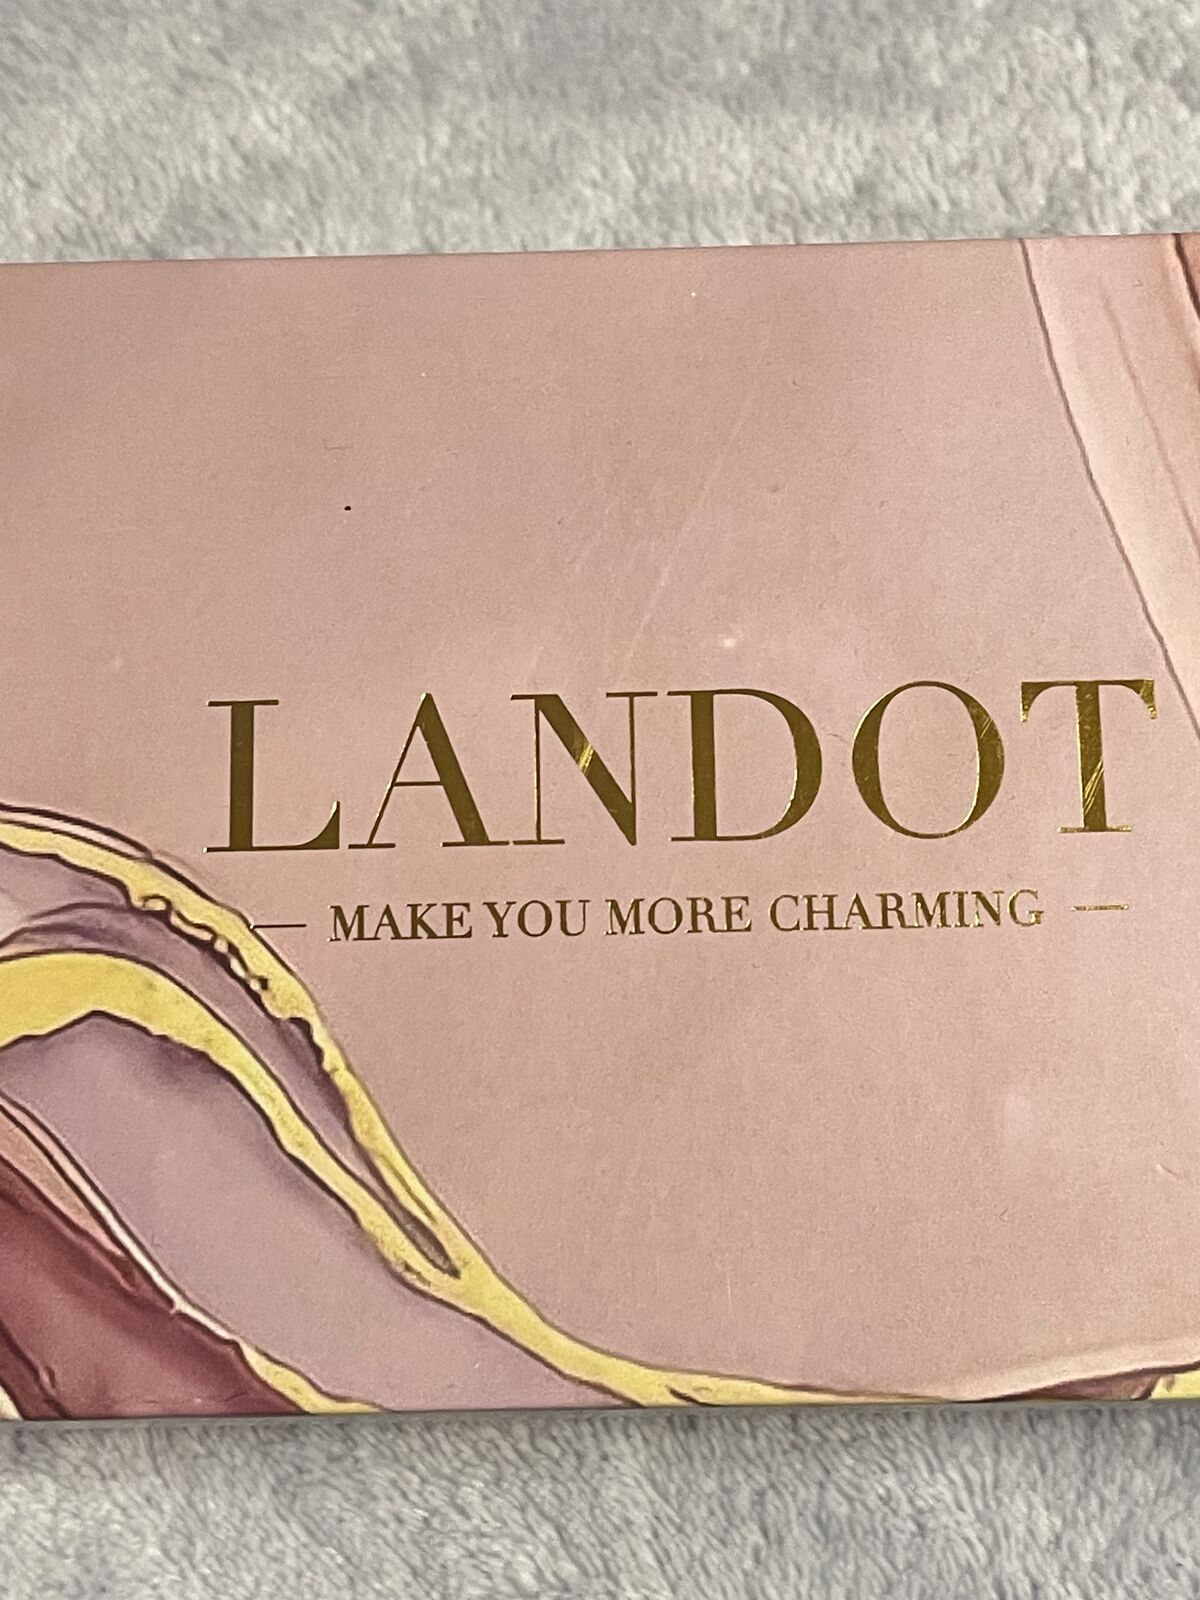 LANDOT
— MAKE YOU MORE CHARMING —